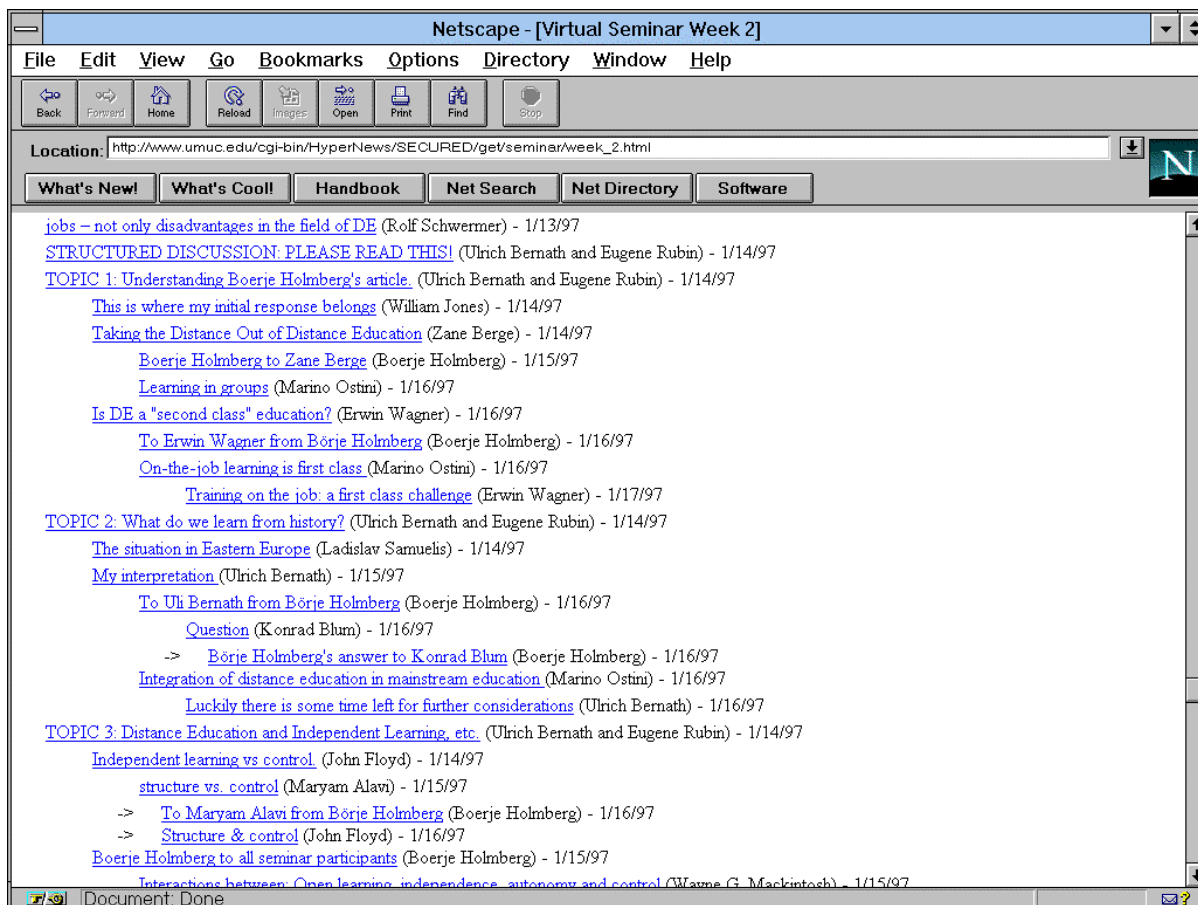 Netscape - [Virtual Seminar Week 2]
File Edit View Go Bookmarks Options Directory Window Help
Back Forward Home Reload Images Open Print Find Stop
Location: http://www.umuc.edu/cgi-bin/HyperNews/SECURED/get/seminar/week_2.html
N
What's New! What's Cool! Handbook Net Search Net Directory Software
jobs – not only disadvantages in the field of DE (Rolf Schwermer) - 1/13/97
STRUCTURED DISCUSSION: PLEASE READ THIS! (Ulrich Bernath and Eugene Rubin) - 1/14/97
TOPIC 1: Understanding Boerje Holmberg's article. (Ulrich Bernath and Eugene Rubin) - 1/14/97
This is where my initial response belongs (William Jones) - 1/14/97
Taking the Distance Out of Distance Education (Zane Berge) - 1/14/97
Boerje Holmberg to Zane Berge (Boerje Holmberg) - 1/15/97
Learning in groups (Marino Ostini) - 1/16/97
Is DE a "second class" education? (Erwin Wagner) - 1/16/97
To Erwin Wagner from Börje Holmberg (Boerje Holmberg) - 1/16/97
On-the-job learning is first class (Marino Ostini) - 1/16/97
Training on the job: a first class challenge (Erwin Wagner) - 1/17/97
TOPIC 2: What do we learn from history? (Ulrich Bernath and Eugene Rubin) - 1/14/97
The situation in Eastern Europe (Ladislav Samuelis) - 1/14/97
My interpretation (Ulrich Bernath) - 1/15/97
To Uli Bernath from Börje Holmberg (Boerje Holmberg) - 1/16/97
Question (Konrad Blum) - 1/16/97
-> Börje Holmberg's answer to Konrad Blum (Boerje Holmberg) - 1/16/97
Integration of distance education in mainstream education (Marino Ostini) - 1/16/97
Luckily there is some time left for further considerations (Ulrich Bernath) - 1/16/97
TOPIC 3: Distance Education and Independent Learning, etc. (Ulrich Bernath and Eugene Rubin) - 1/14/97
Independent learning vs control. (John Floyd) - 1/14/97
structure vs. control (Maryam Alavi) - 1/15/97
-> To Maryam Alavi from Börje Holmberg (Boerje Holmberg) - 1/16/97
-> Structure & control (John Floyd) - 1/16/97
Boerje Holmberg to all seminar participants (Boerje Holmberg) - 1/15/97
Interactions between: Open learning, independence, autonomy and control (Wayne G. Mackintosh) - 1/15/97
Document: Done